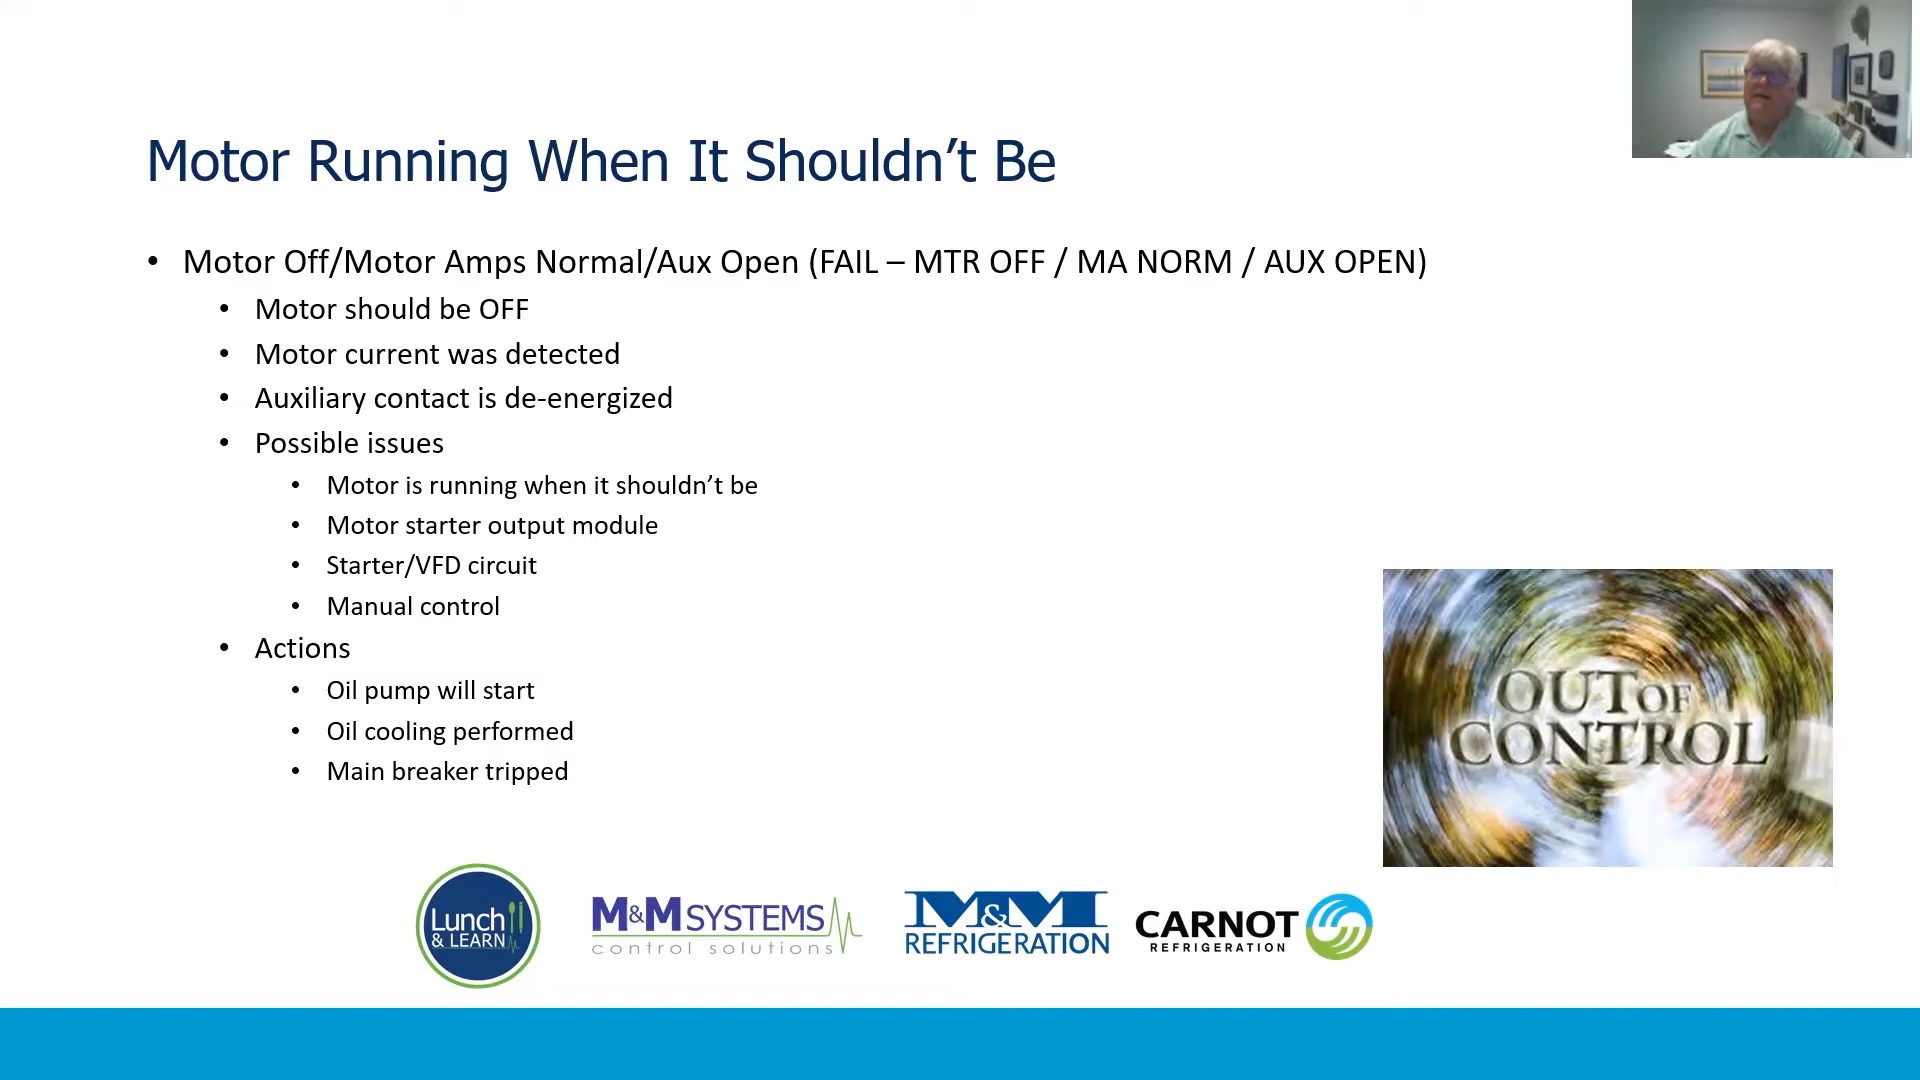 Motor Running When It Shouldn’t Be
• Motor Off/Motor Amps Normal/Aux Open (FAIL – MTR OFF / MA NORM / AUX OPEN)
• Motor should be OFF
• Motor current was detected
• Auxiliary contact is de-energized
• Possible issues
• Motor is running when it shouldn’t be
• Motor starter output module
• Starter/VFD circuit
• Manual control
• Actions
• Oil pump will start
• Oil cooling performed
• Main breaker tripped
OUT OF
CONTROL
Lunch
& LEARN
M&M SYSTEMS
control solutions
M&M
REFRIGERATION
CARNOT
REFRIGERATION